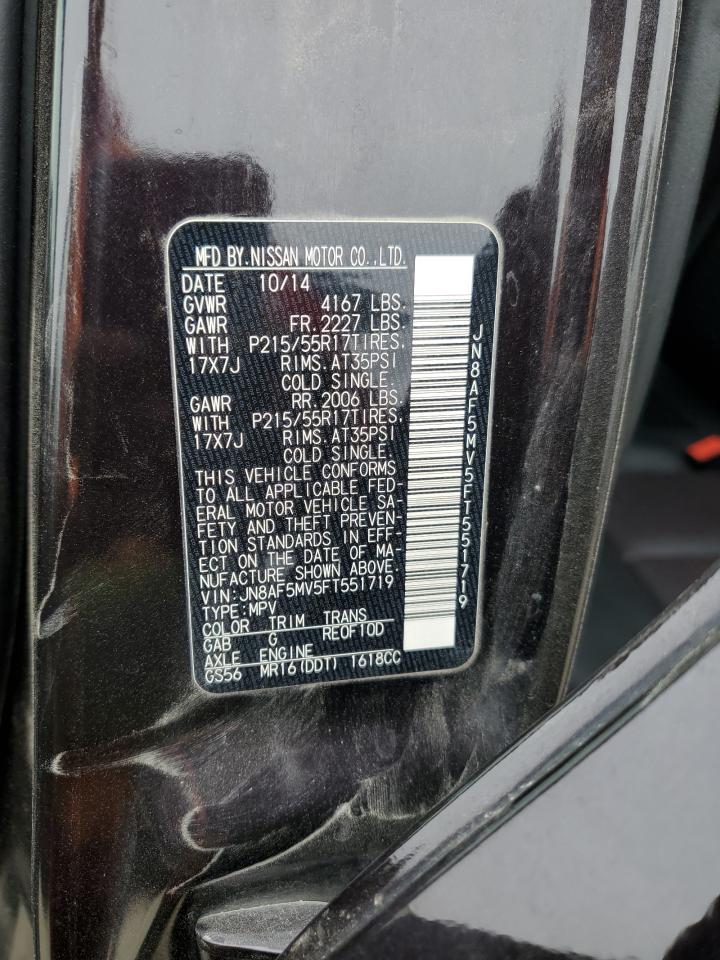 MFD BY.NISSAN MOTOR CO.,LTD.
DATE 10/14
GVWR 4167 LBS.
GAWR FR.2227 LBS.
WITH P215/55R17TIRES.
17X7J RIMS.AT35PSI
COLD SINGLE.
GAWR RR.2006 LBS.
WITH P215/55R17TIRES.
17X7J RIMS.AT35PSI
COLD SINGLE.
THIS VEHICLE CONFORMS
TO ALL APPLICABLE FED-
ERAL MOTOR VEHICLE SA-
FETY AND THEFT PREVEN-
TION STANDARDS IN EFF-
ECT ON THE DATE OF MA-
NUFACTURE SHOWN ABOVE.
VIN:JN8AF5MV5FT551719
TYPE:MPV
COLOR TRIM TRANS
GAB G RE0F10D
AXLE ENGINE
GS56 MR16(DDT) 1618CC
JN8AF5MV5FT551719